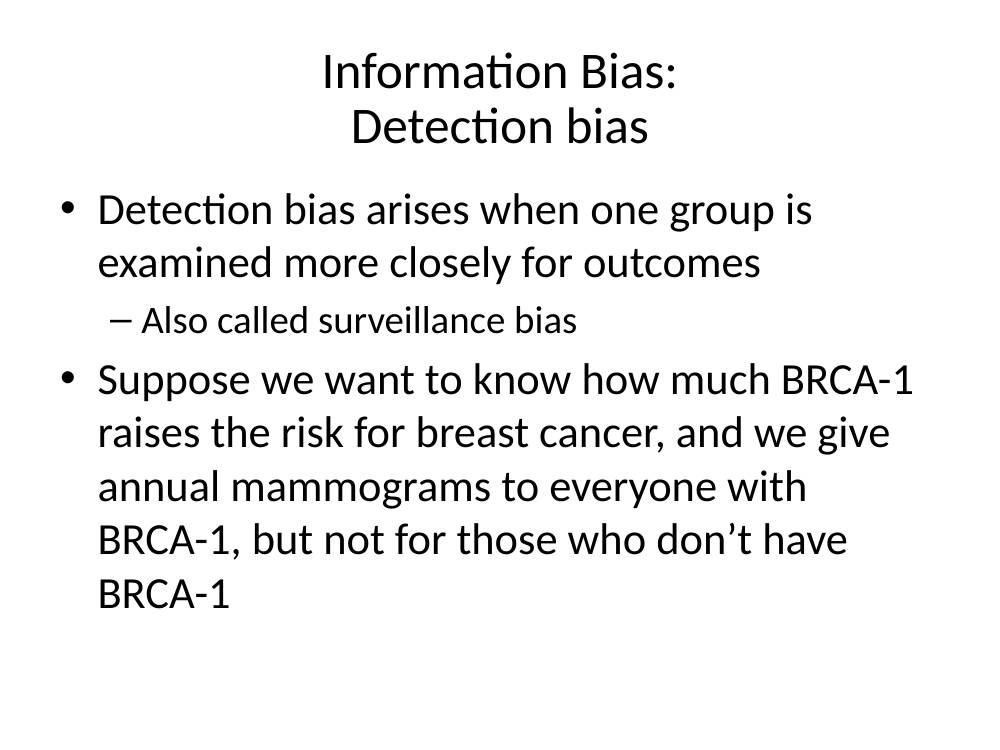 Information Bias:
Detection bias
• Detection bias arises when one group is
examined more closely for outcomes
– Also called surveillance bias
• Suppose we want to know how much BRCA-1
raises the risk for breast cancer, and we give
annual mammograms to everyone with
BRCA-1, but not for those who don’t have
BRCA-1